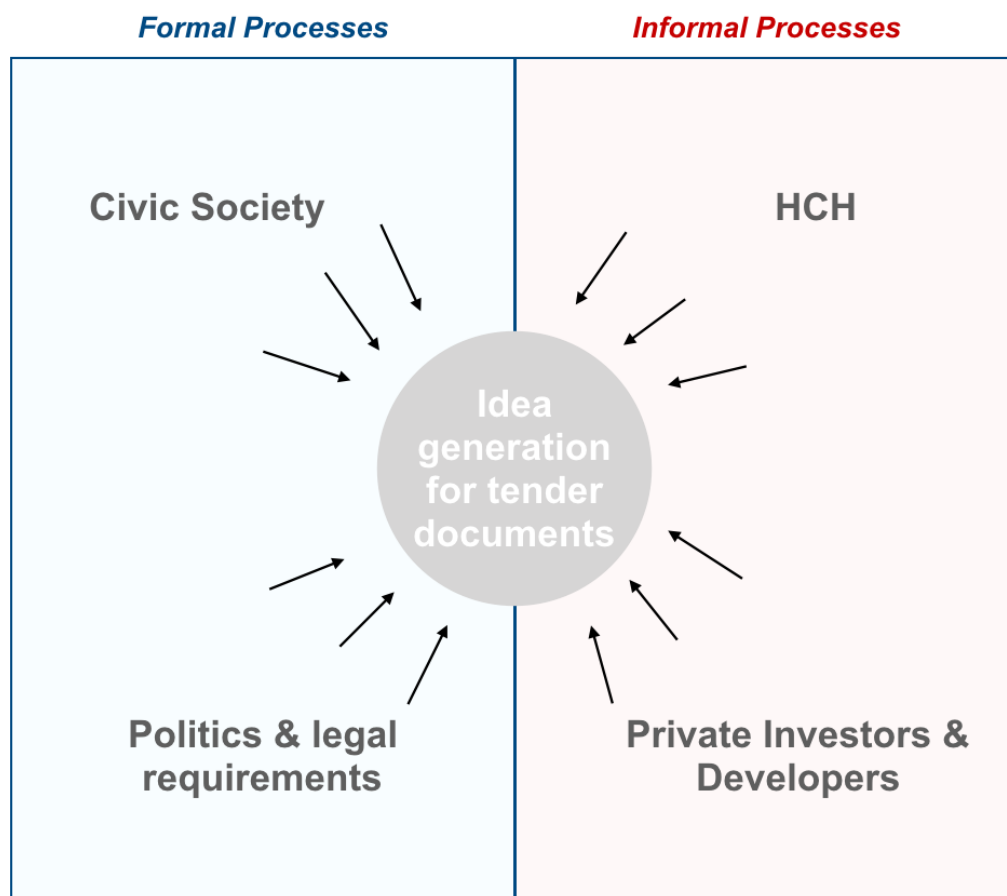 Formal Processes
Informal Processes
Civic Society
HCH
Idea
generation
for tender
documents
Politics & legal
requirements
Private Investors &
Developers